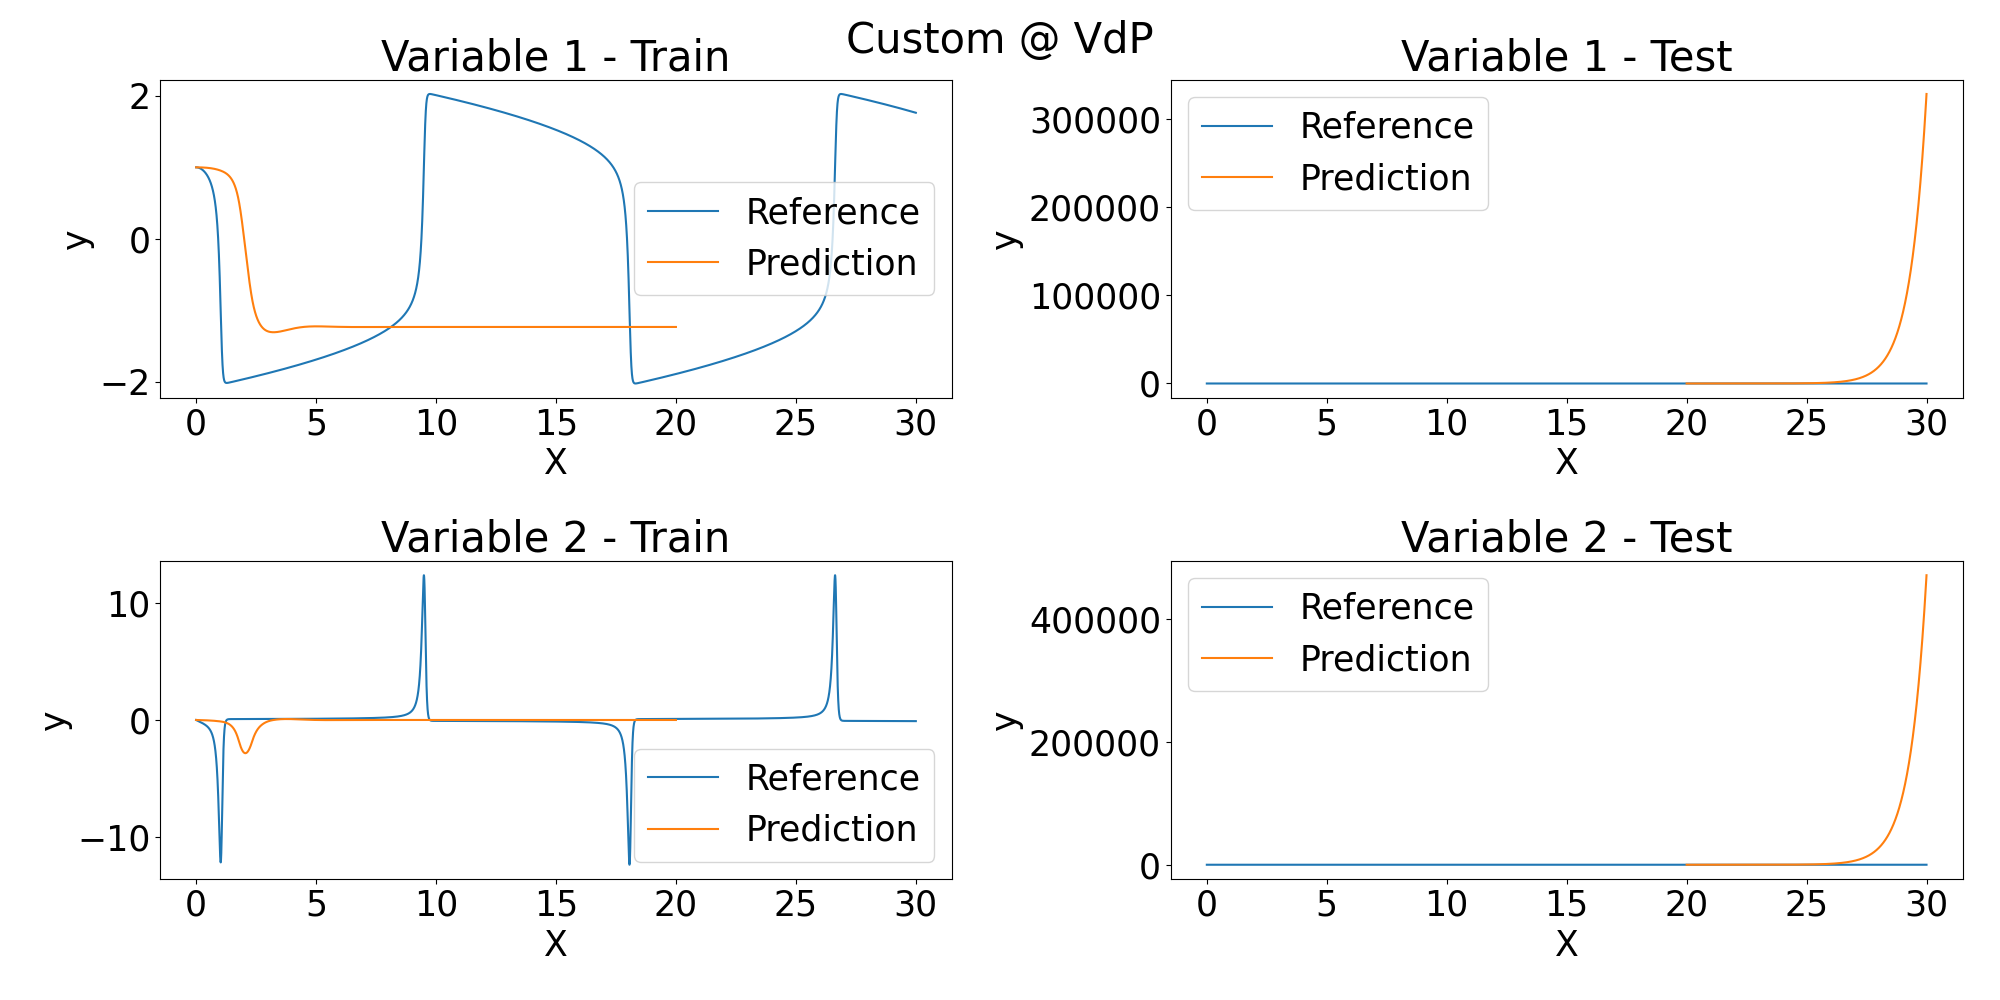 Custom @ VdP
Variable 1 - Train
2
0
−2
y
0 5 10 15 20 25 30
X
Reference
Prediction
Variable 1 - Test
300000
200000
100000
0
y
0 5 10 15 20 25 30
X
Reference
Prediction
Variable 2 - Train
10
0
−10
y
0 5 10 15 20 25 30
X
Reference
Prediction
Variable 2 - Test
400000
200000
0
y
0 5 10 15 20 25 30
X
Reference
Prediction